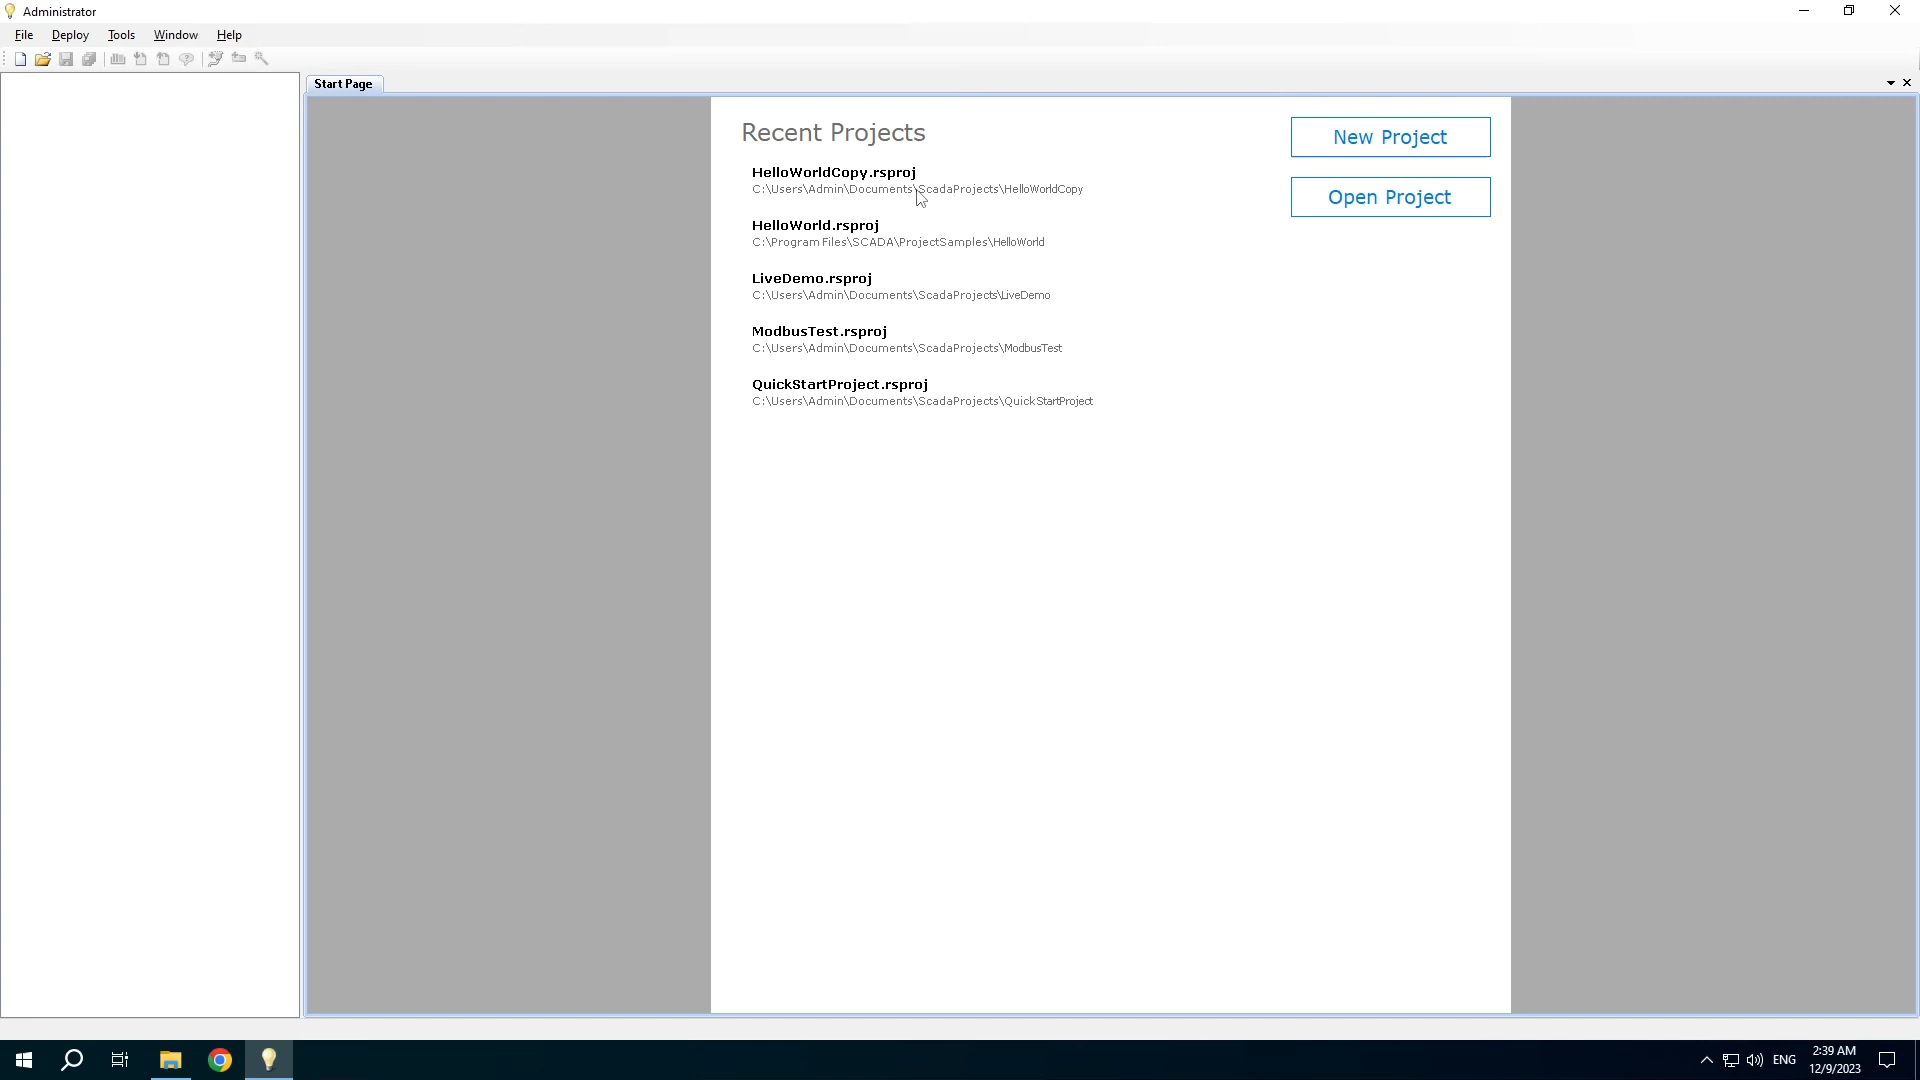 Administrator
File Deploy Tools Window Help
Start Page
Recent Projects
New Project
Open Project
HelloWorldCopy.rsproj
C:\Users\Admin\Documents\ScadaProjects\HelloWorldCopy
HelloWorld.rsproj
C:\Program Files\SCADA\ProjectSamples\HelloWorld
LiveDemo.rsproj
C:\Users\Admin\Documents\ScadaProjects\LiveDemo
ModbusTest.rsproj
C:\Users\Admin\Documents\ScadaProjects\ModbusTest
QuickStartProject.rsproj
C:\Users\Admin\Documents\ScadaProjects\QuickStartProject
ENG
2:39 AM
12/9/2023